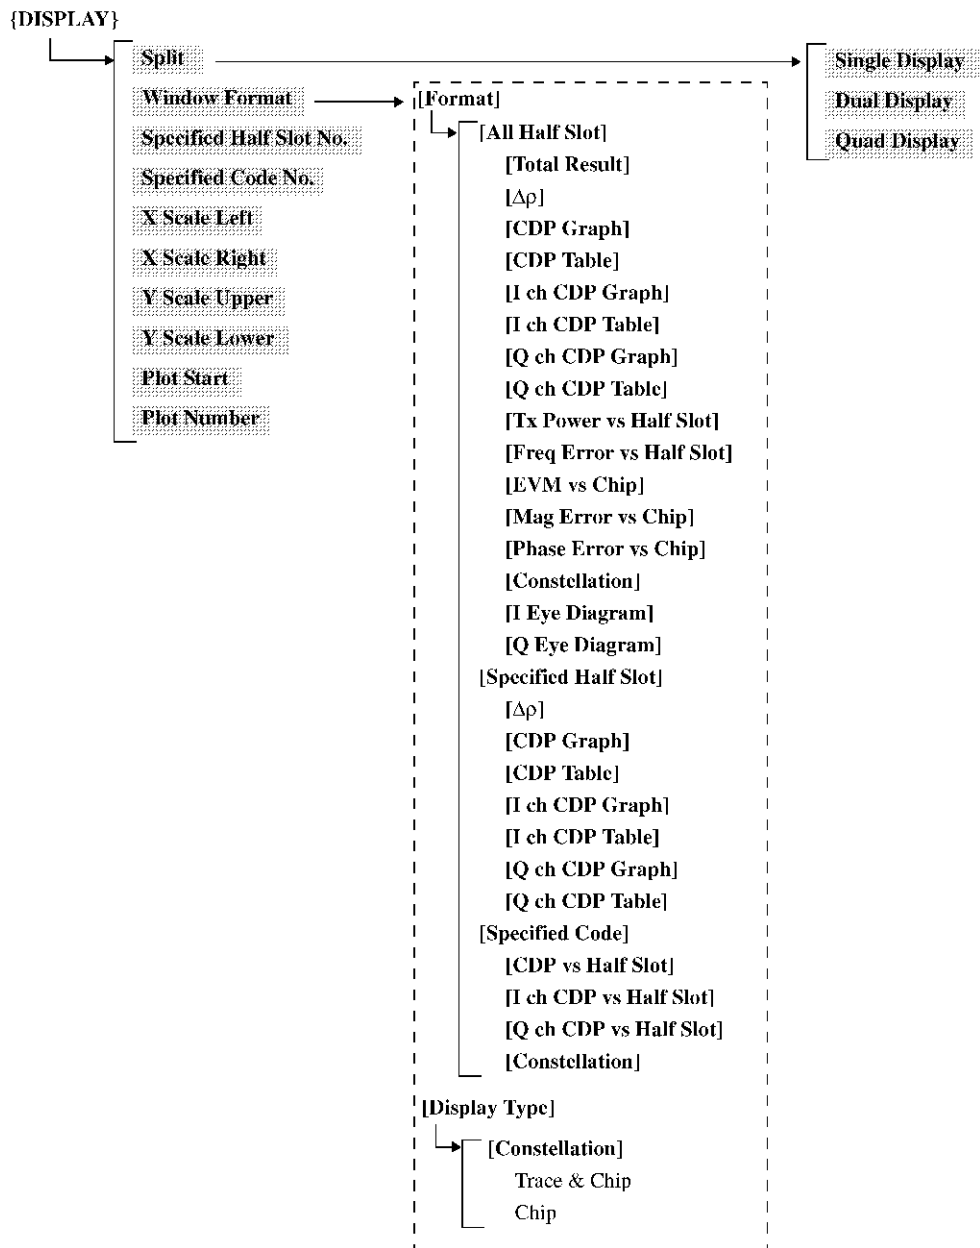 {DISPLAY}
Split
Window Format
Specified Half Slot No.
Specified Code No.
X Scale Left
X Scale Right
Y Scale Upper
Y Scale Lower
Plot Start
Plot Number
[Format]
[All Half Slot]
[Total Result]
[Δρ]
[CDP Graph]
[CDP Table]
[I ch CDP Graph]
[I ch CDP Table]
[Q ch CDP Graph]
[Q ch CDP Table]
[Tx Power vs Half Slot]
[Freq Error vs Half Slot]
[EVM vs Chip]
[Mag Error vs Chip]
[Phase Error vs Chip]
[Constellation]
[I Eye Diagram]
[Q Eye Diagram]
[Specified Half Slot]
[Δρ]
[CDP Graph]
[CDP Table]
[I ch CDP Graph]
[I ch CDP Table]
[Q ch CDP Graph]
[Q ch CDP Table]
[Specified Code]
[CDP vs Half Slot]
[I ch CDP vs Half Slot]
[Q ch CDP vs Half Slot]
[Constellation]
[Display Type]
[Constellation]
Trace & Chip
Chip
Single Display
Dual Display
Quad Display